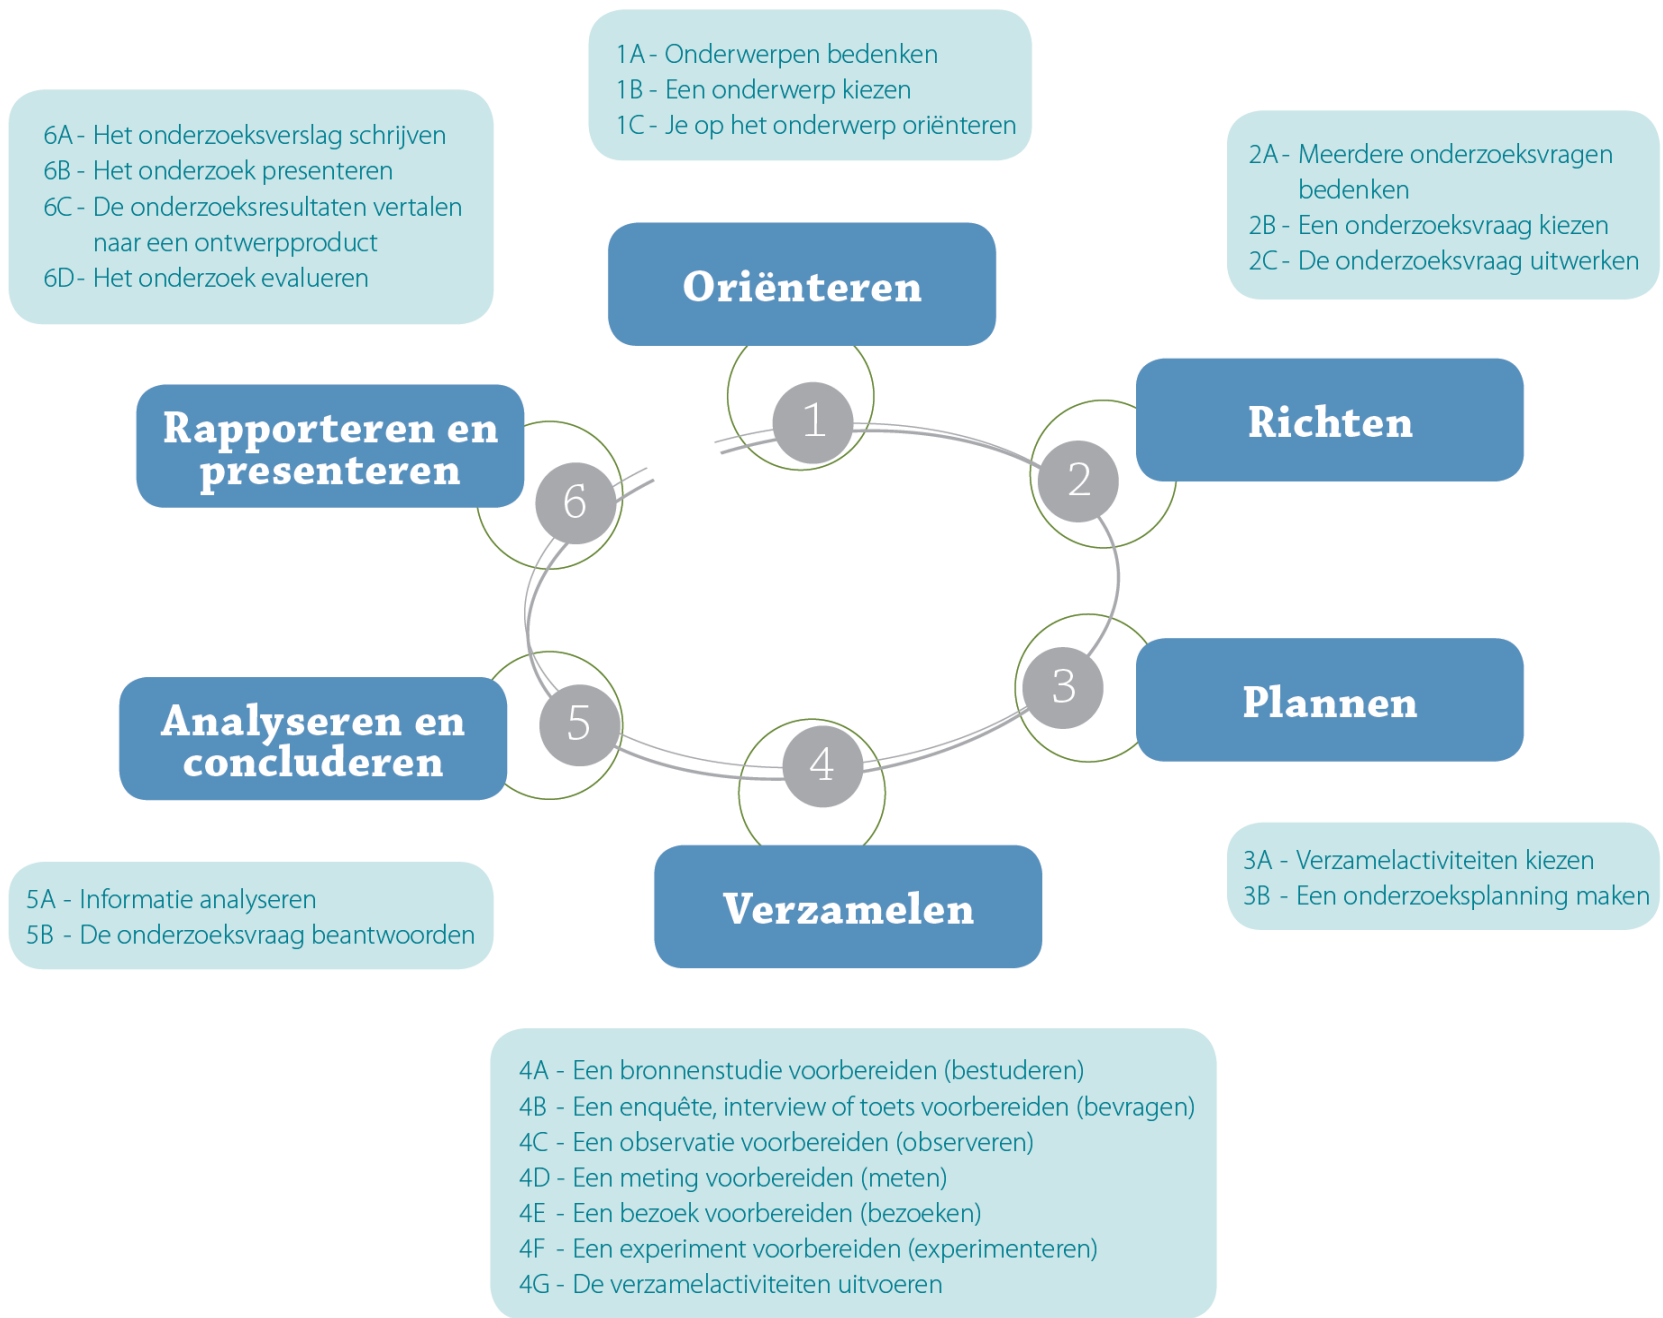 1A - Onderwerpen bedenken
1B - Een onderwerp kiezen
1C - Je op het onderwerp oriënteren
Oriënteren
1
2A - Meerdere onderzoeksvragen
bedenken
2B - Een onderzoeksvraag kiezen
2C - De onderzoeksvraag uitwerken
Richten
2
Plannen
3
3A - Verzamelactiviteiten kiezen
3B - Een onderzoeksplanning maken
4
Verzamelen
4A - Een bronnenstudie voorbereiden (bestuderen)
4B - Een enquête, interview of toets voorbereiden (bevragen)
4C - Een observatie voorbereiden (observeren)
4D - Een meting voorbereiden (meten)
4E - Een bezoek voorbereiden (bezoeken)
4F - Een experiment voorbereiden (experimenteren)
4G - De verzamelactiviteiten uitvoeren
Analyseren en
concluderen
5
5A - Informatie analyseren
5B - De onderzoeksvraag beantwoorden
6A - Het onderzoeksverslag schrijven
6B - Het onderzoek presenteren
6C - De onderzoeksresultaten vertalen
naar een ontwerpproduct
6D - Het onderzoek evalueren
Rapporteren en
presenteren
6